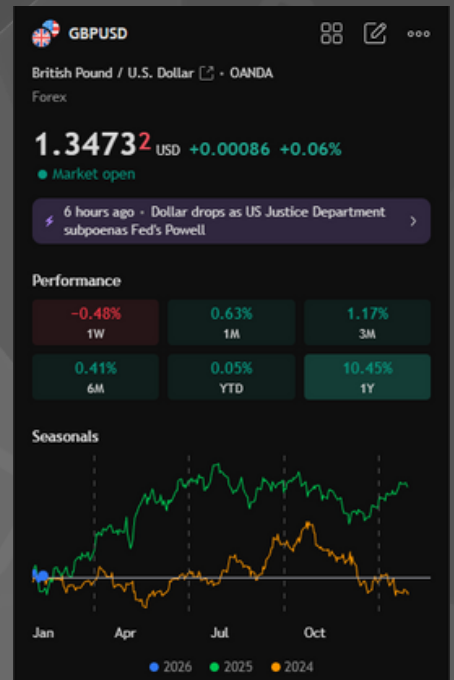 GBPUSD
British Pound / U.S. Dollar • OANDA
Forex
1.34732 USD +0.00086 +0.06%
Market open
6 hours ago • Dollar drops as US Justice Department
subpoenas Fed's Powell
Performance
−0.48% 0.63% 1.17%
1W 1M 3M
0.41% 0.05% 10.45%
6M YTD 1Y
Seasonals
Jan Apr Jul Oct
2026 2025 2024